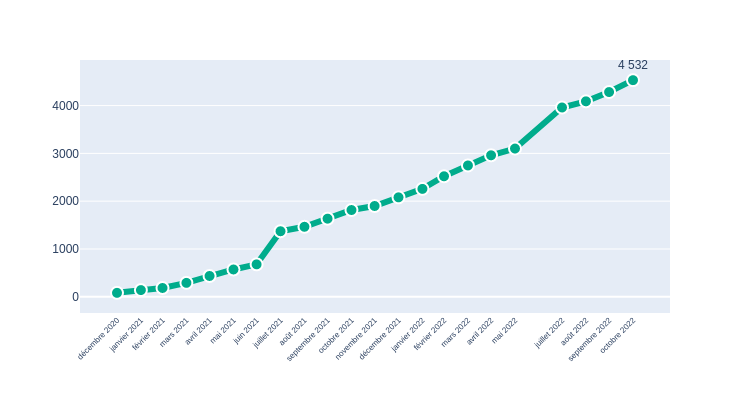 4 532
4000
3000
2000
1000
0
décembre 2020
janvier 2021
février 2021
mars 2021
avril 2021
mai 2021
juin 2021
juillet 2021
août 2021
septembre 2021
octobre 2021
novembre 2021
décembre 2021
janvier 2022
février 2022
mars 2022
avril 2022
mai 2022
juillet 2022
août 2022
septembre 2022
octobre 2022